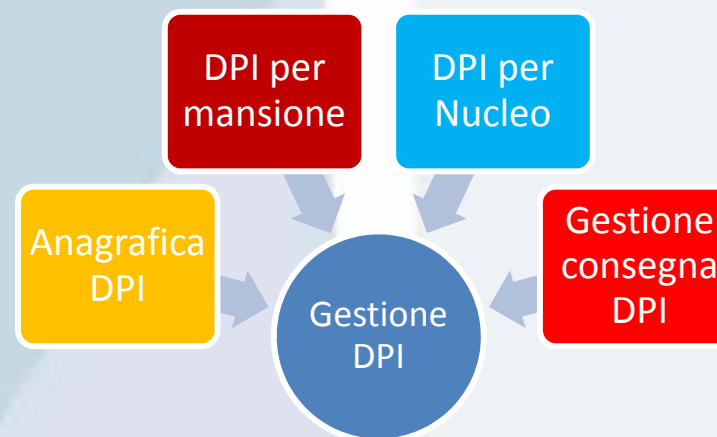 DPI per
mansione
DPI per
Nucleo
Anagrafica
DPI
Gestione
consegna
DPI
Gestione
DPI